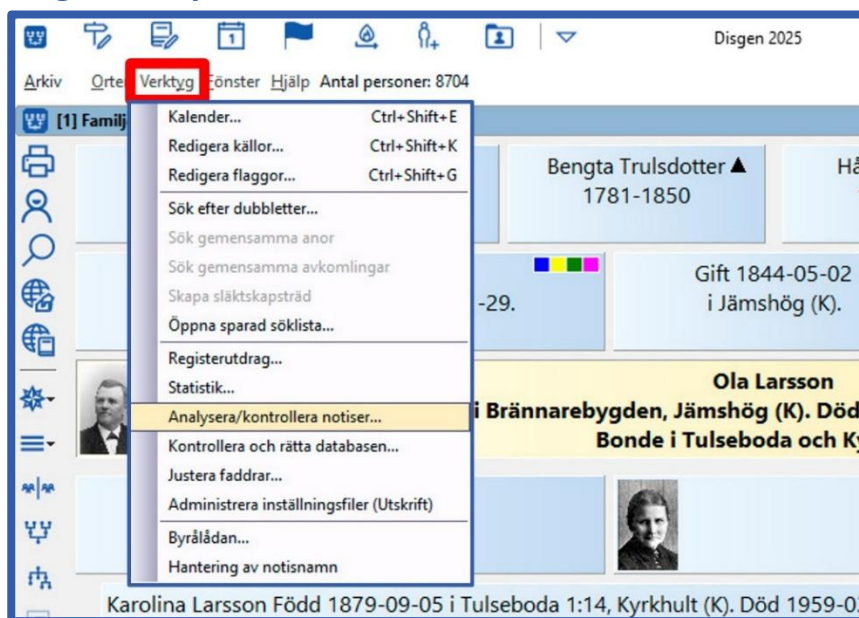 Disgen 2025
Arkiv Orter Verktyg Fönster Hjälp Antal personer: 8704
[1] Familj
Kalender... Ctrl+Shift+E
Redigera källor... Ctrl+Shift+K
Redigera flaggor... Ctrl+Shift+G
Sök efter dubbletter...
Sök gemensamma anor
Sök gemensamma avkomlingar
Skapa släktskapsträd
Öppna sparad söklista...
Registerutdrag...
Statistik...
Analysera/kontrollera notiser...
Kontrollera och rätta databasen...
Justera faddrar...
Administrera inställningsfiler (Utskrift)
Byrålådan...
Hantering av notisnamn
Bengta Trulsdotter ▲
1781-1850
Hå
-29.
Gift 1844-05-02
i Jämshög (K).
Ola Larsson
i Brännarebygden, Jämshög (K). Död
Bonde i Tulseboda och Ky
Karolina Larsson Född 1879-09-05 i Tulseboda 1:14, Kyrkhult (K). Död 1959-0